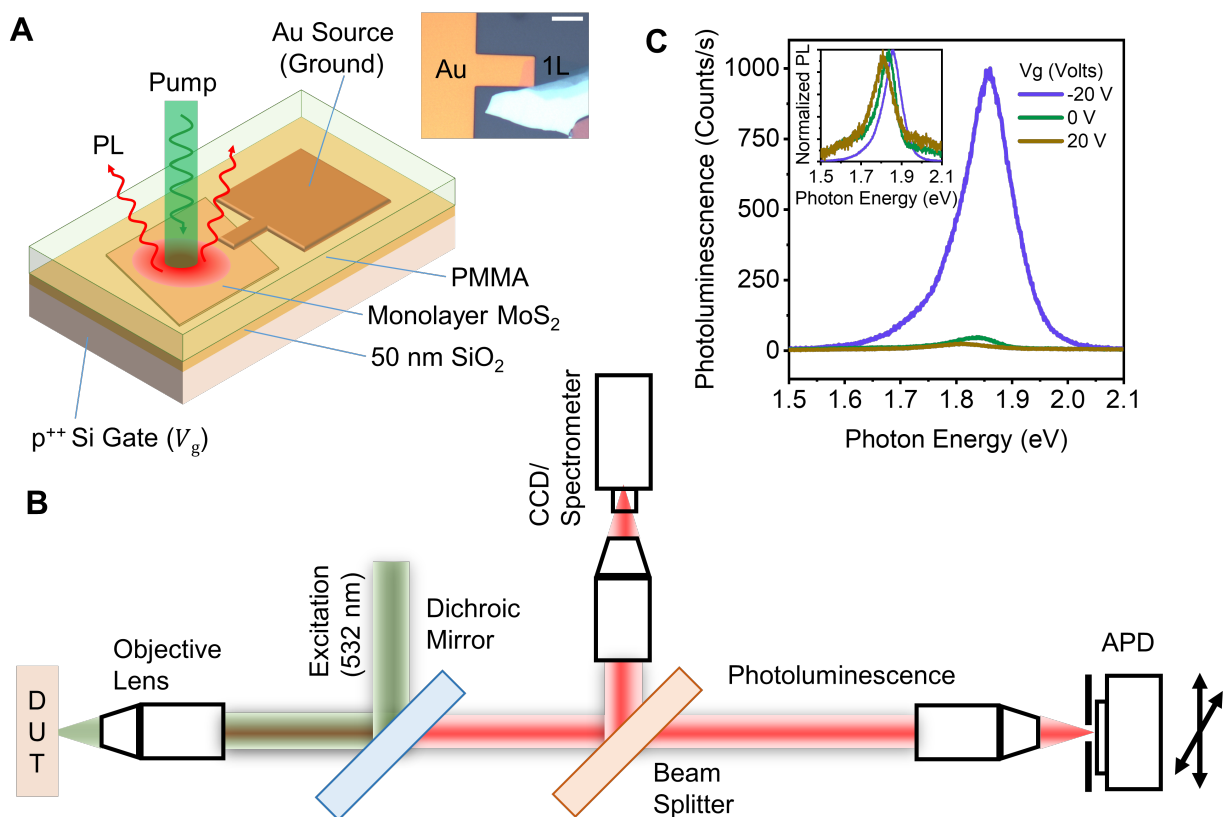 A
Au Source
(Ground)
Pump
PL
Au
1L
PMMA
Monolayer MoS₂
50 nm SiO₂
p⁺⁺ Si Gate (V_g)
C
Photoluminescnence (Counts/s)
1000
750
500
250
0
1.5 1.6 1.7 1.8 1.9 2.0 2.1
Photon Energy (eV)
Vg (Volts)
-20 V
0 V
20 V
Normalized PL
1.5 1.7 1.9 2.1
Photon Energy (eV)
B
CCD/
Spectrometer
Excitation
(532 nm)
Dichroic
Mirror
Objective
Lens
DUT
Photoluminescence
APD
Beam
Splitter